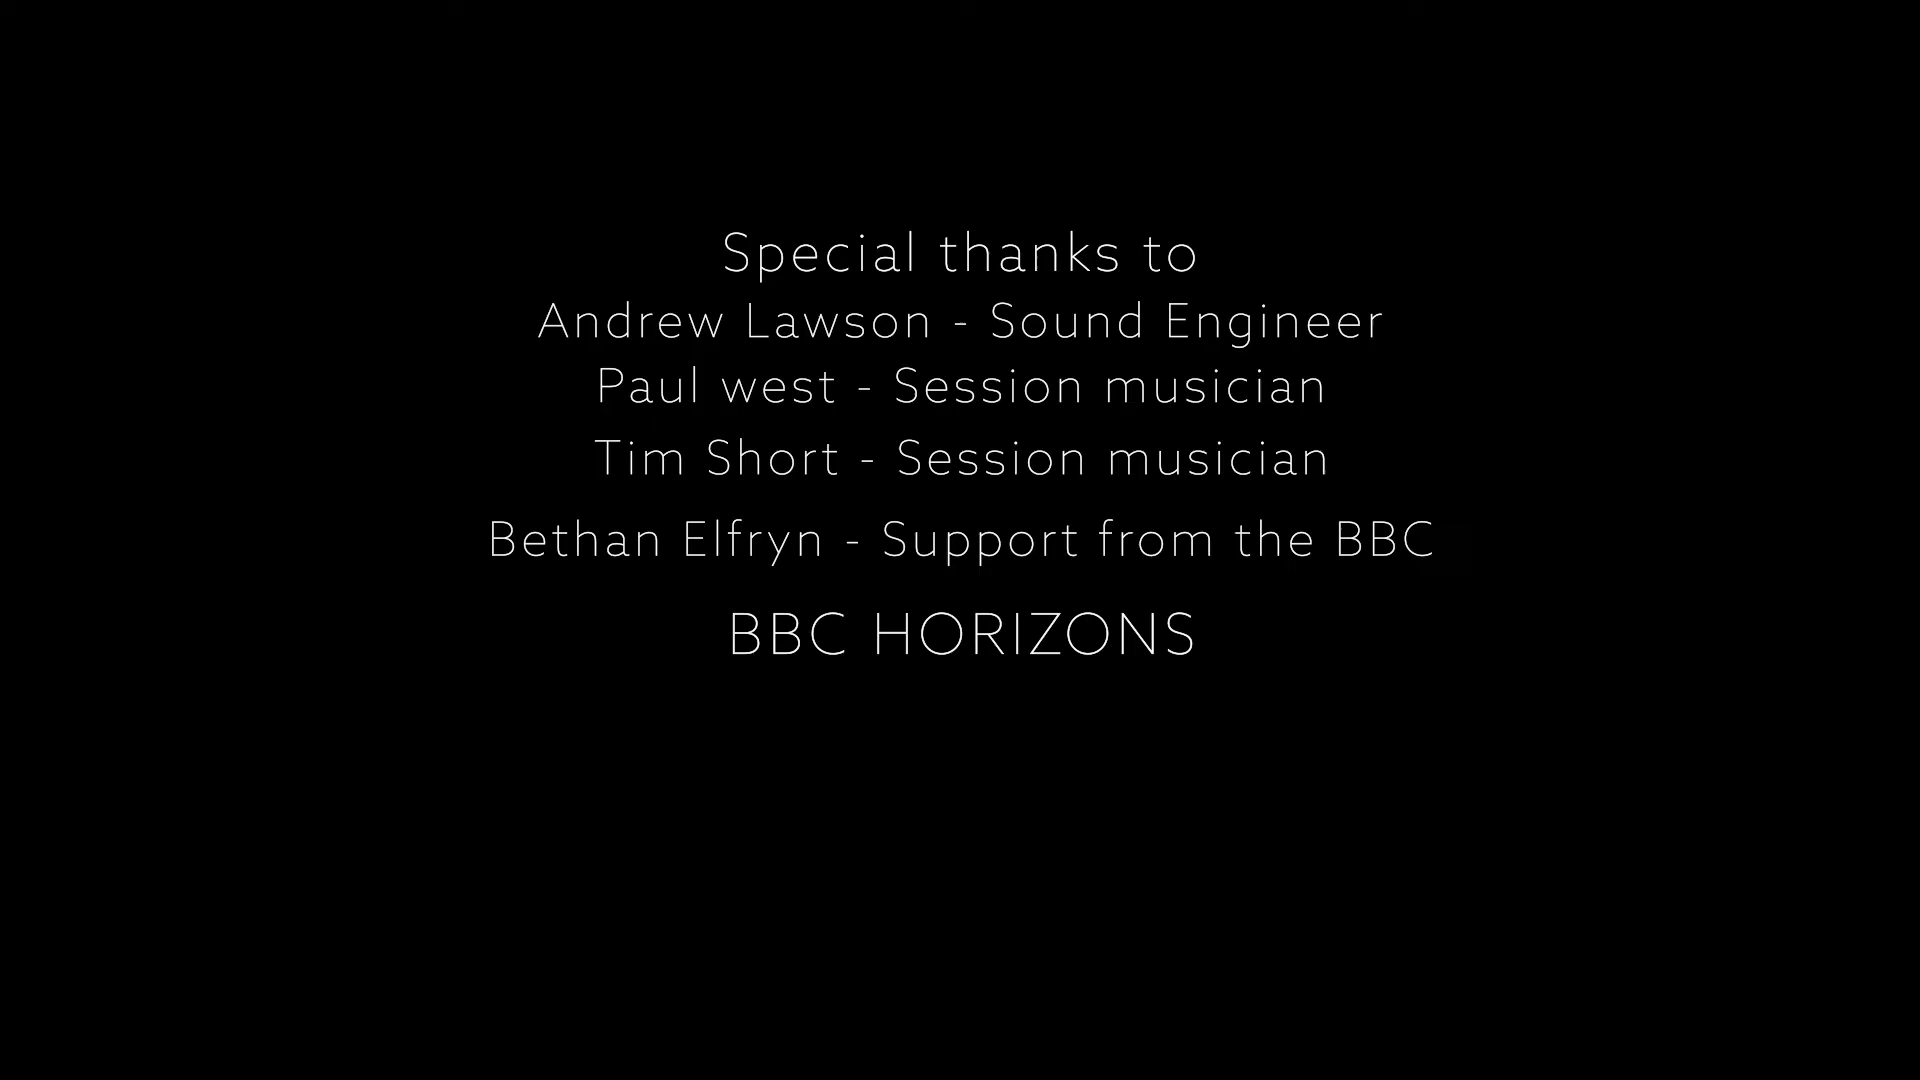 Special thanks to
Andrew Lawson - Sound Engineer
Paul west - Session musician
Tim Short - Session musician
Bethan Elfryn - Support from the BBC
BBC HORIZONS